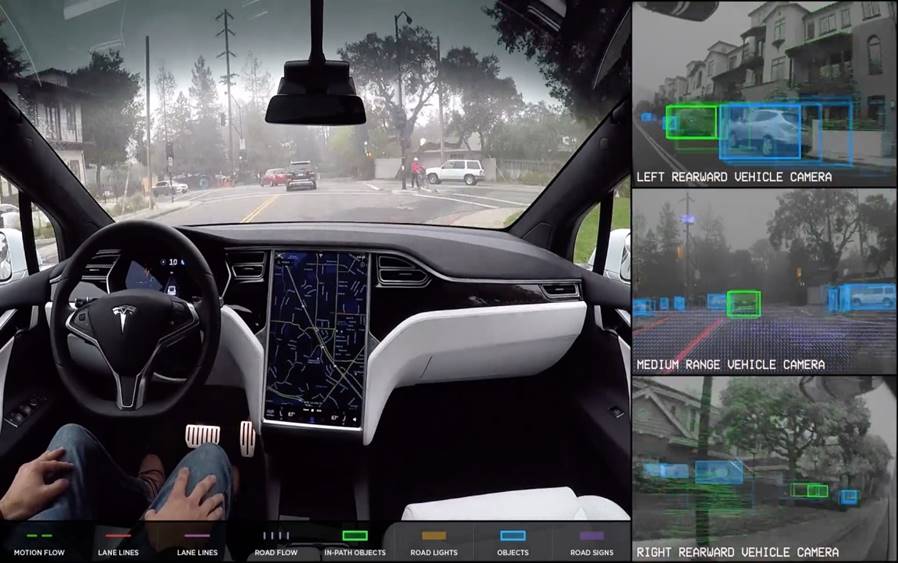 10
LEFT REARWARD VEHICLE CAMERA
MEDIUM RANGE VEHICLE CAMERA
RIGHT REARWARD VEHICLE CAMERA
MOTION FLOW
LANE LINES
LANE LINES
ROAD FLOW
IN-PATH OBJECTS
ROAD LIGHTS
OBJECTS
ROAD SIGNS